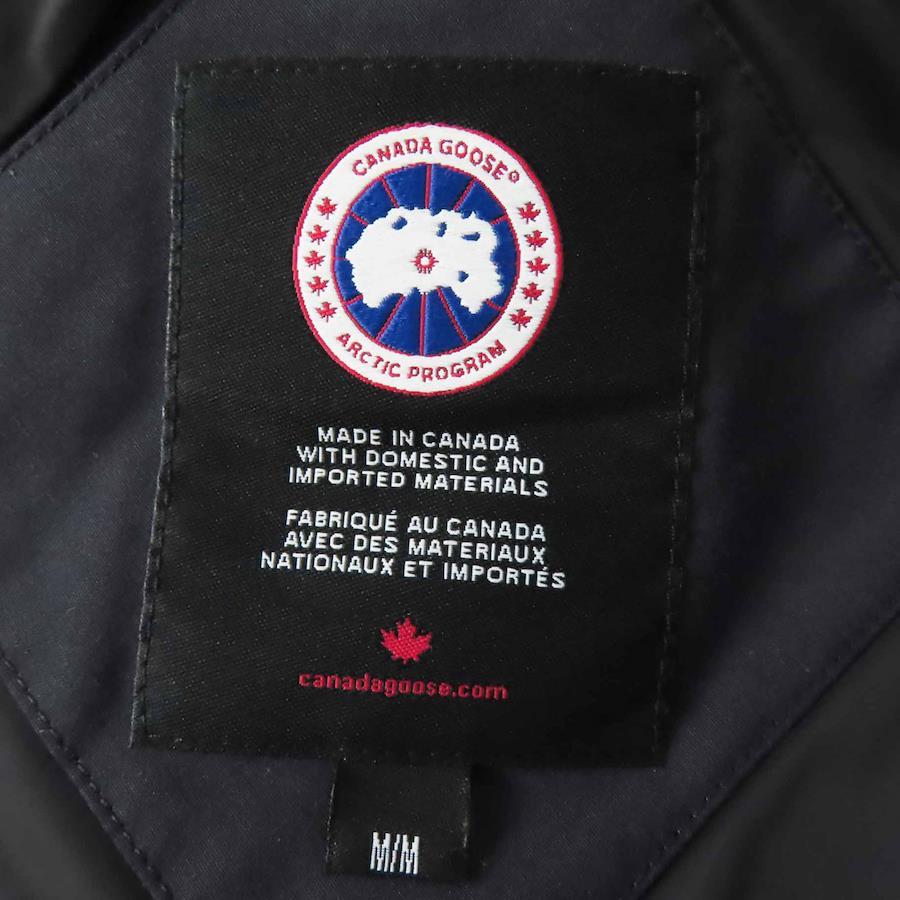 CANADA GOOSE®
ARCTIC PROGRAM
MADE IN CANADA
WITH DOMESTIC AND
IMPORTED MATERIALS
FABRIQUÉ AU CANADA
AVEC DES MATERIAUX
NATIONAUX ET IMPORTÉS
canadagoose.com
M/M